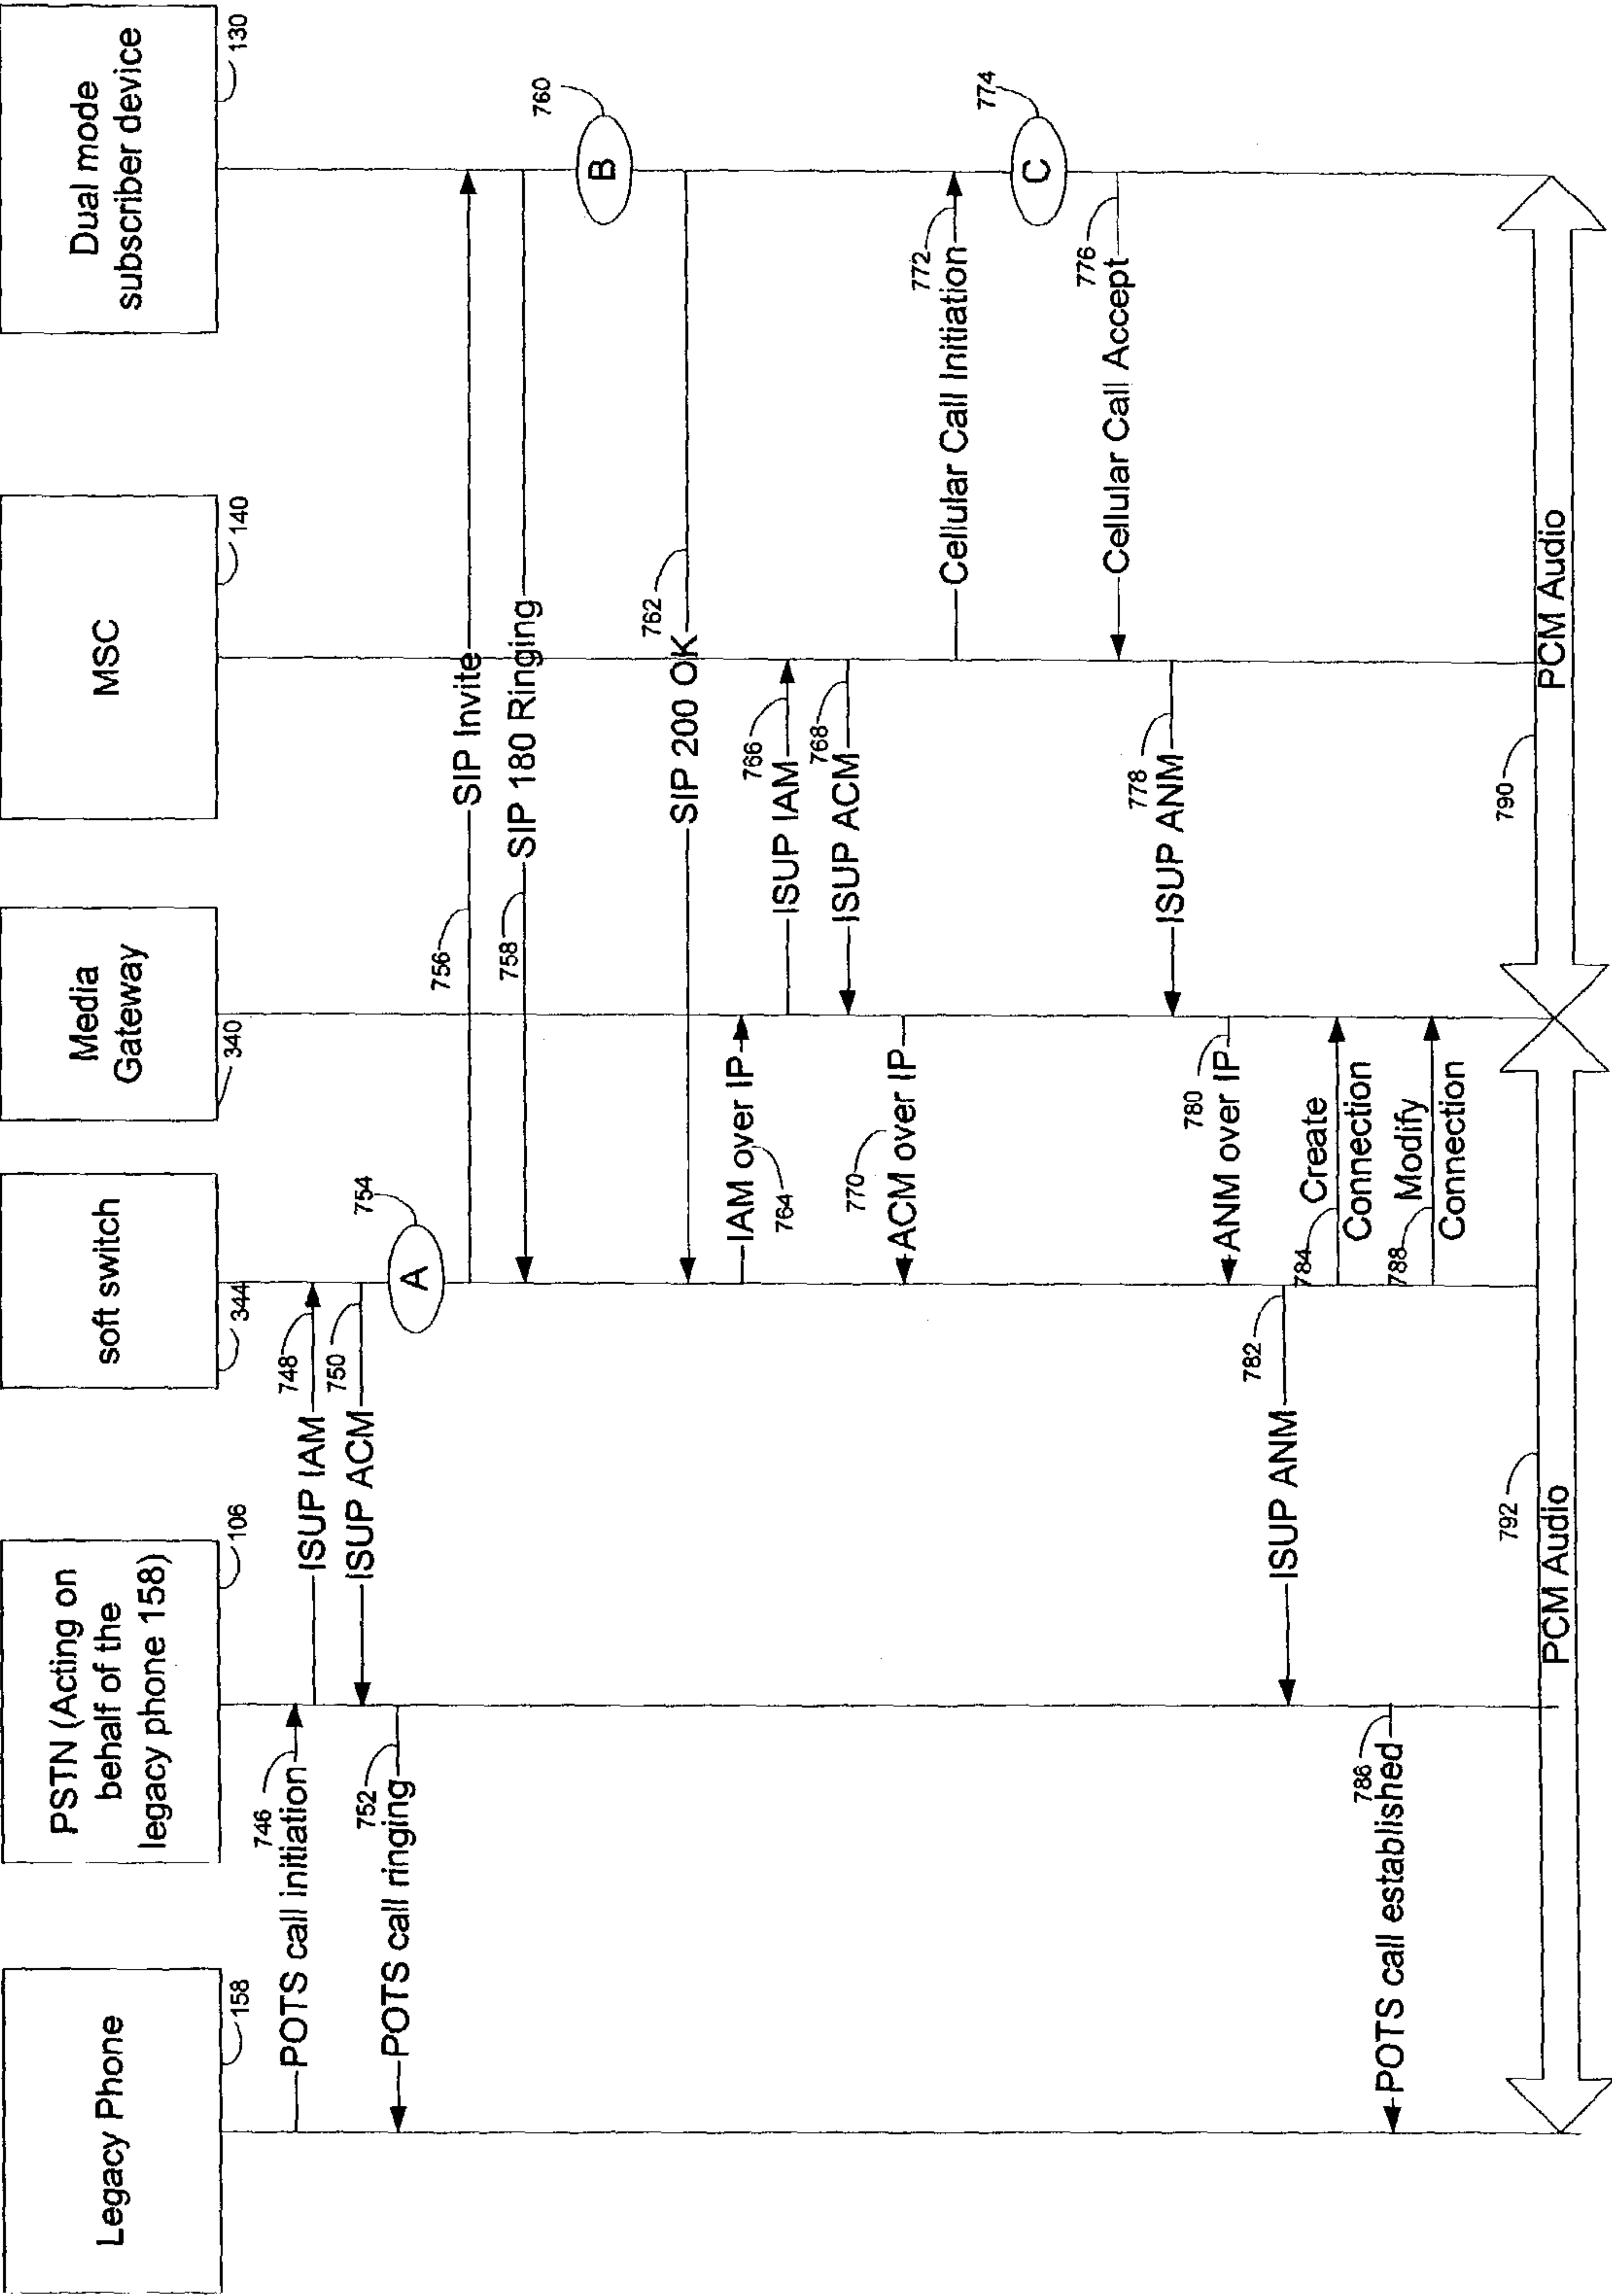 Legacy Phone
158
PSTN (Acting on
behalf of the
legacy phone 158)
106
soft switch
344
Media
Gateway
340
MSC
140
Dual mode
subscriber device
130
746
POTS call initiation
748
ISUP IAM
750
ISUP ACM
752
POTS call ringing
754
A
756
SIP Invite
758
SIP 180 Ringing
760
B
762
SIP 200 OK
IAM over IP
764
766
ISUP IAM
768
ISUP ACM
770
ACM over IP
772
Cellular Call Initiation
774
C
776
Cellular Call Accept
778
ISUP ANM
780
ANM over IP
782
ISUP ANM
784
Create
Connection
786
POTS call established
788
Modify
Connection
790
PCM Audio
792
PCM Audio